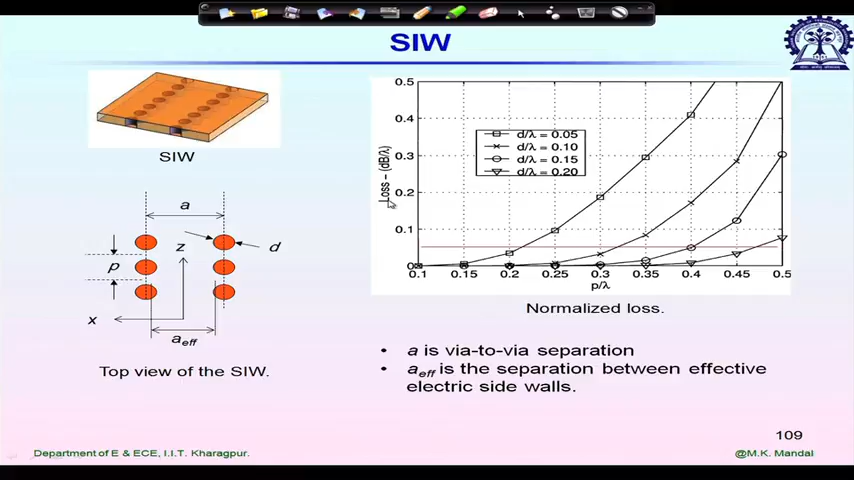 SIW
SIW
a
d
z
p
x
aeff
Top view of the SIW.
0.5
0.4
0.3
0.2
0.1
0
Loss – (dB/λ)
d/λ = 0.05
d/λ = 0.10
d/λ = 0.15
d/λ = 0.20
0.1 0.15 0.2 0.25 0.3 0.35 0.4 0.45 0.5
p/λ
Normalized loss.
• a is via-to-via separation
• aeff is the separation between effective
electric side walls.
109
Department of E & ECE, I.I.T. Kharagpur.
@M.K. Mandal